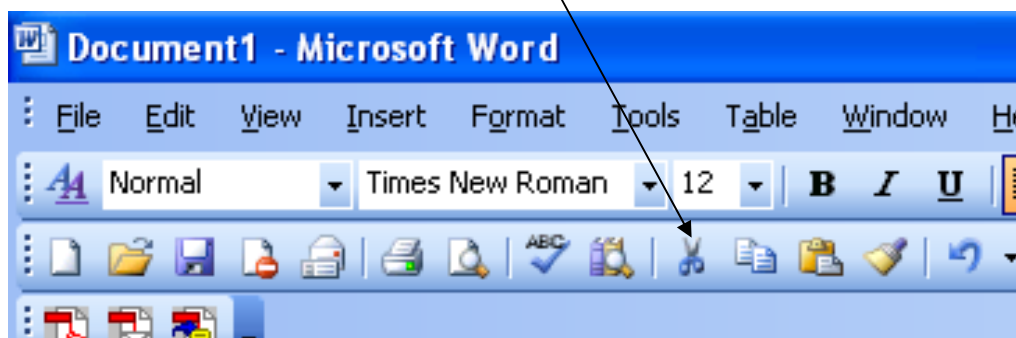 Document1 - Microsoft Word
File Edit View Insert Format Tools Table Window
Normal Times New Roman 12 B I U
ABC